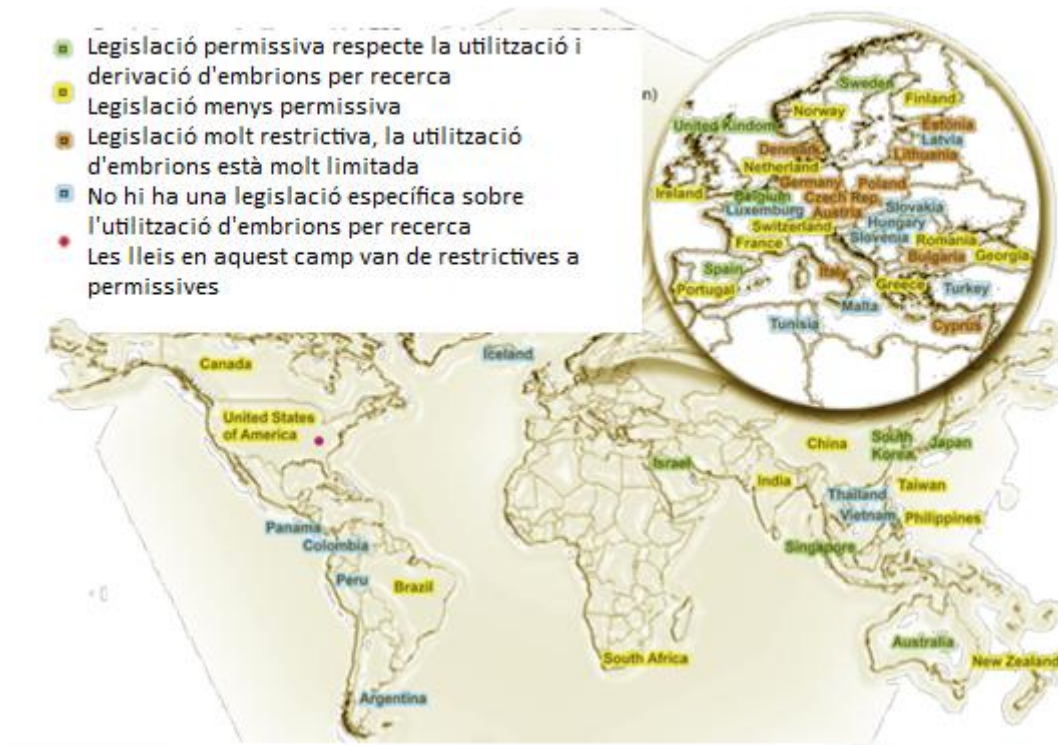 Legislació permissiva respecte la utilització i
derivació d'embrions per recerca
Legislació menys permissiva
Legislació molt restrictiva, la utilització
d'embrions està molt limitada
No hi ha una legislació específica sobre
l'utilització d'embrions per recerca
Les lleis en aquest camp van de restrictives a
permissives
n)
Sweden
Finland
Norway
United Kindom
Estonia
Latvia
Denmark
Lithuania
Netherland
Germany
Poland
Ireland
Belgium
Czech Rep.
Luxemburg
Austria
Slovakia
Switzerland
Hungary
Slovenia
Romania
France
Bulgaria
Georgia
Spain
Italy
Portugal
Greece
Turkey
Malta
Tunisia
Cyprus
Iceland
Canada
United States
of America
China
South
Korea
Japan
Israel
India
Taiwan
Thailand
Vietnam
Philippines
Panama
Colombia
Singapore
Peru
Brazil
Australia
South Africa
New Zealand
Argentina